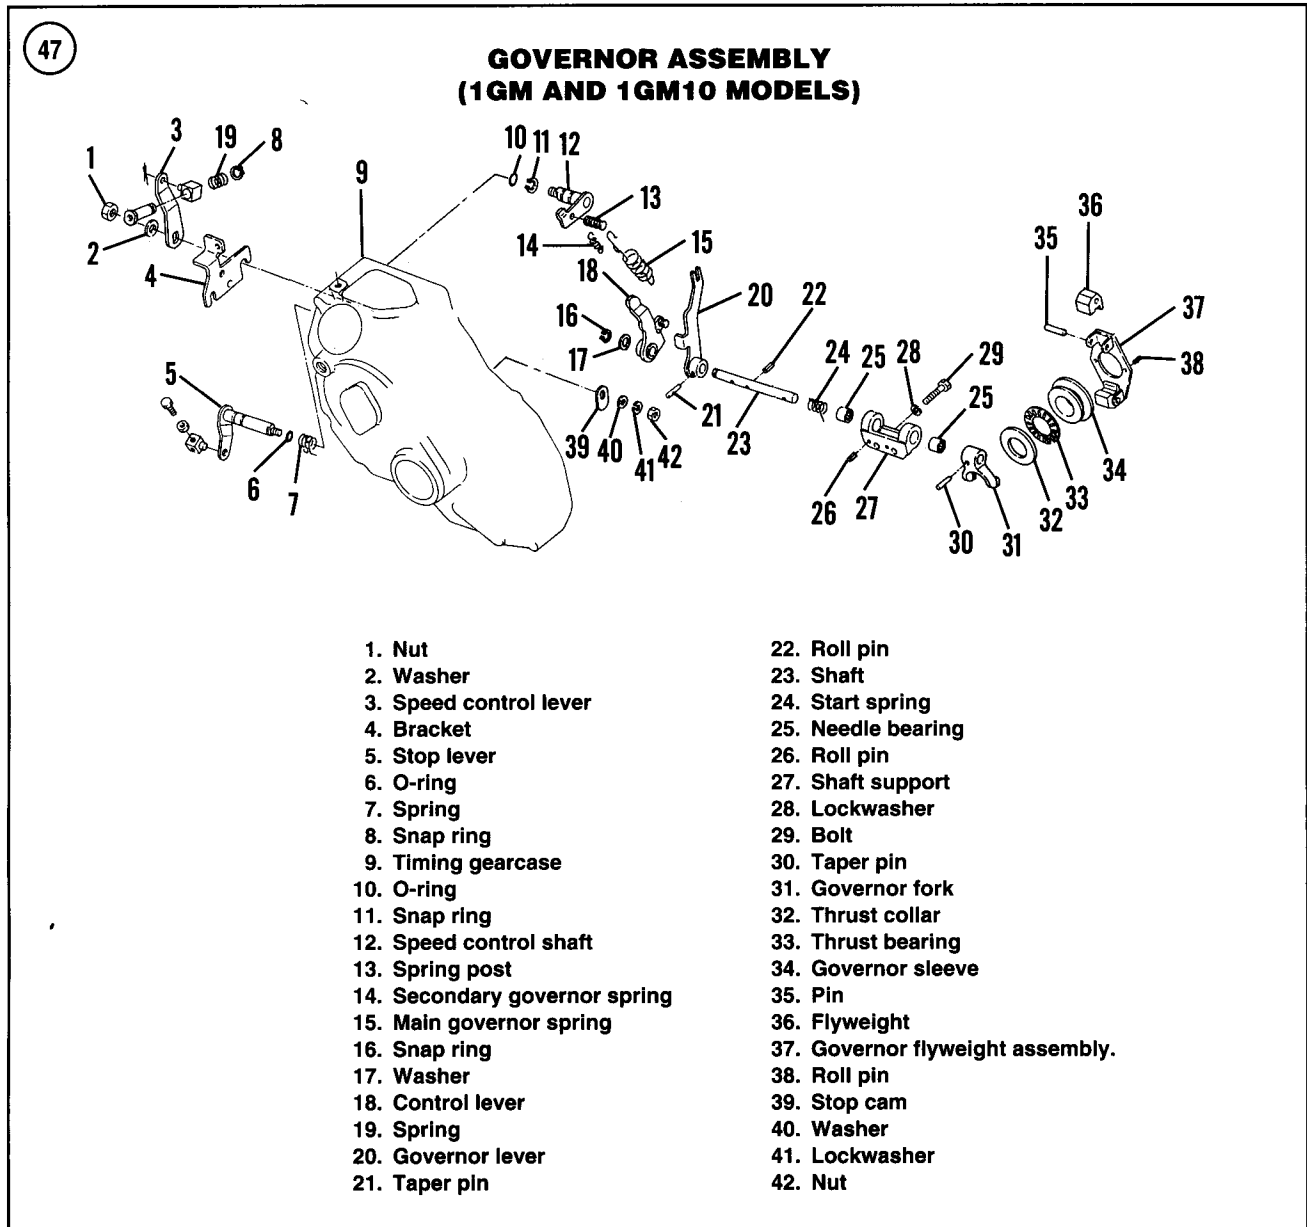 47
GOVERNOR ASSEMBLY
(1GM AND 1GM10 MODELS)
3 19 8
1
2
4
9
10 11 12
13
14 15
18
16
17
20
22
5
6
7
39 40 41 42
21
23
24 25 28 29
25
26 27
30 31
32 33 34
35 36
37
38
1. Nut
2. Washer
3. Speed control lever
4. Bracket
5. Stop lever
6. O-ring
7. Spring
8. Snap ring
9. Timing gearcase
10. O-ring
11. Snap ring
12. Speed control shaft
13. Spring post
14. Secondary governor spring
15. Main governor spring
16. Snap ring
17. Washer
18. Control lever
19. Spring
20. Governor lever
21. Taper pin
22. Roll pin
23. Shaft
24. Start spring
25. Needle bearing
26. Roll pin
27. Shaft support
28. Lockwasher
29. Bolt
30. Taper pin
31. Governor fork
32. Thrust collar
33. Thrust bearing
34. Governor sleeve
35. Pin
36. Flyweight
37. Governor flyweight assembly.
38. Roll pin
39. Stop cam
40. Washer
41. Lockwasher
42. Nut